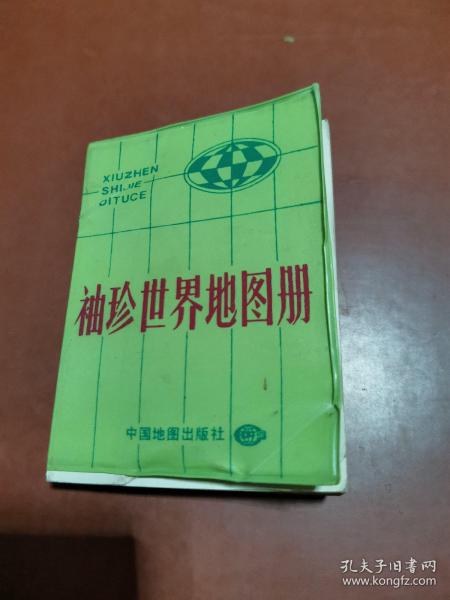 XIUZHEN
SHIJIE
DITUCE
袖珍世界地图册
中国地图出版社
孔夫子旧书网
www.kongfz.com